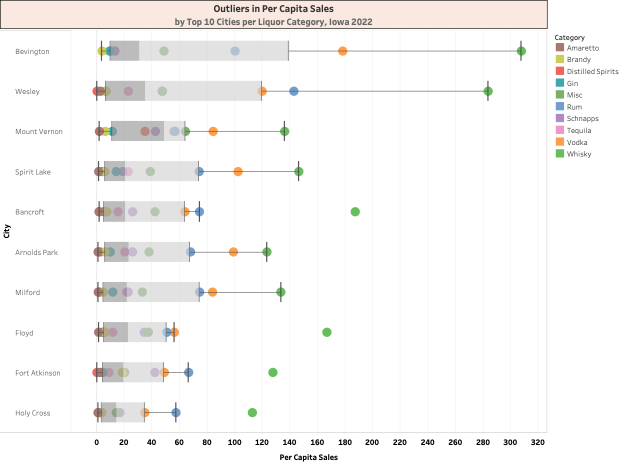 Outliers in Per Capita Sales
by Top 10 Cities per Liquor Category, Iowa 2022
Category
Amaretto
Brandy
Distilled Spirits
Gin
Misc
Rum
Schnapps
Tequila
Vodka
Whisky
City
Bevington
Wesley
Mount Vernon
Spirit Lake
Bancroft
Arnolds Park
Milford
Floyd
Fort Atkinson
Holy Cross
0 20 40 60 80 100 120 140 160 180 200 220 240 260 280 300 320
Per Capita Sales